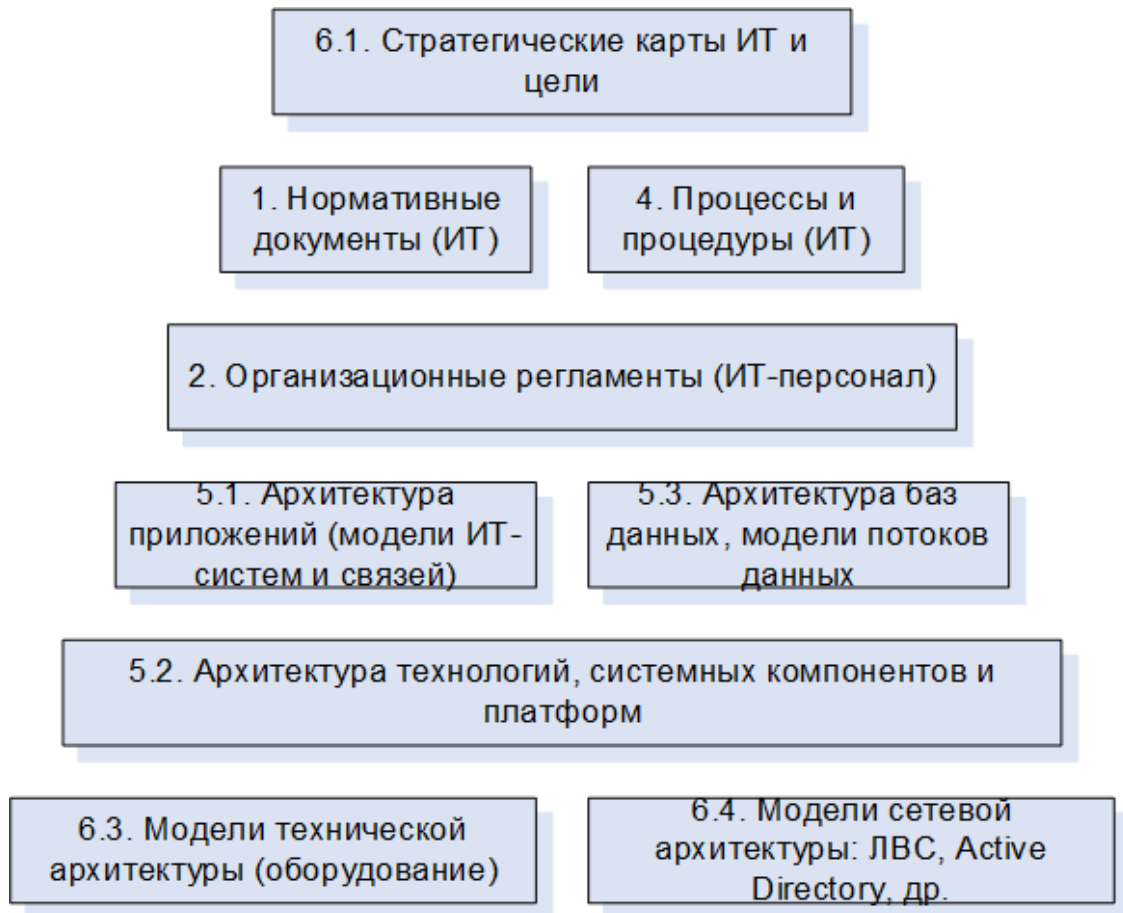 6.1. Стратегические карты ИТ и
цели
1. Нормативные
документы (ИТ)
4. Процессы и
процедуры (ИТ)
2. Организационные регламенты (ИТ-персонал)
5.1. Архитектура
приложений (модели ИТ-
систем и связей)
5.3. Архитектура баз
данных, модели потоков
данных
5.2. Архитектура технологий, системных компонентов и
платформ
6.3. Модели технической
архитектуры (оборудование)
6.4. Модели сетевой
архитектуры: ЛВС, Active
Directory, др.